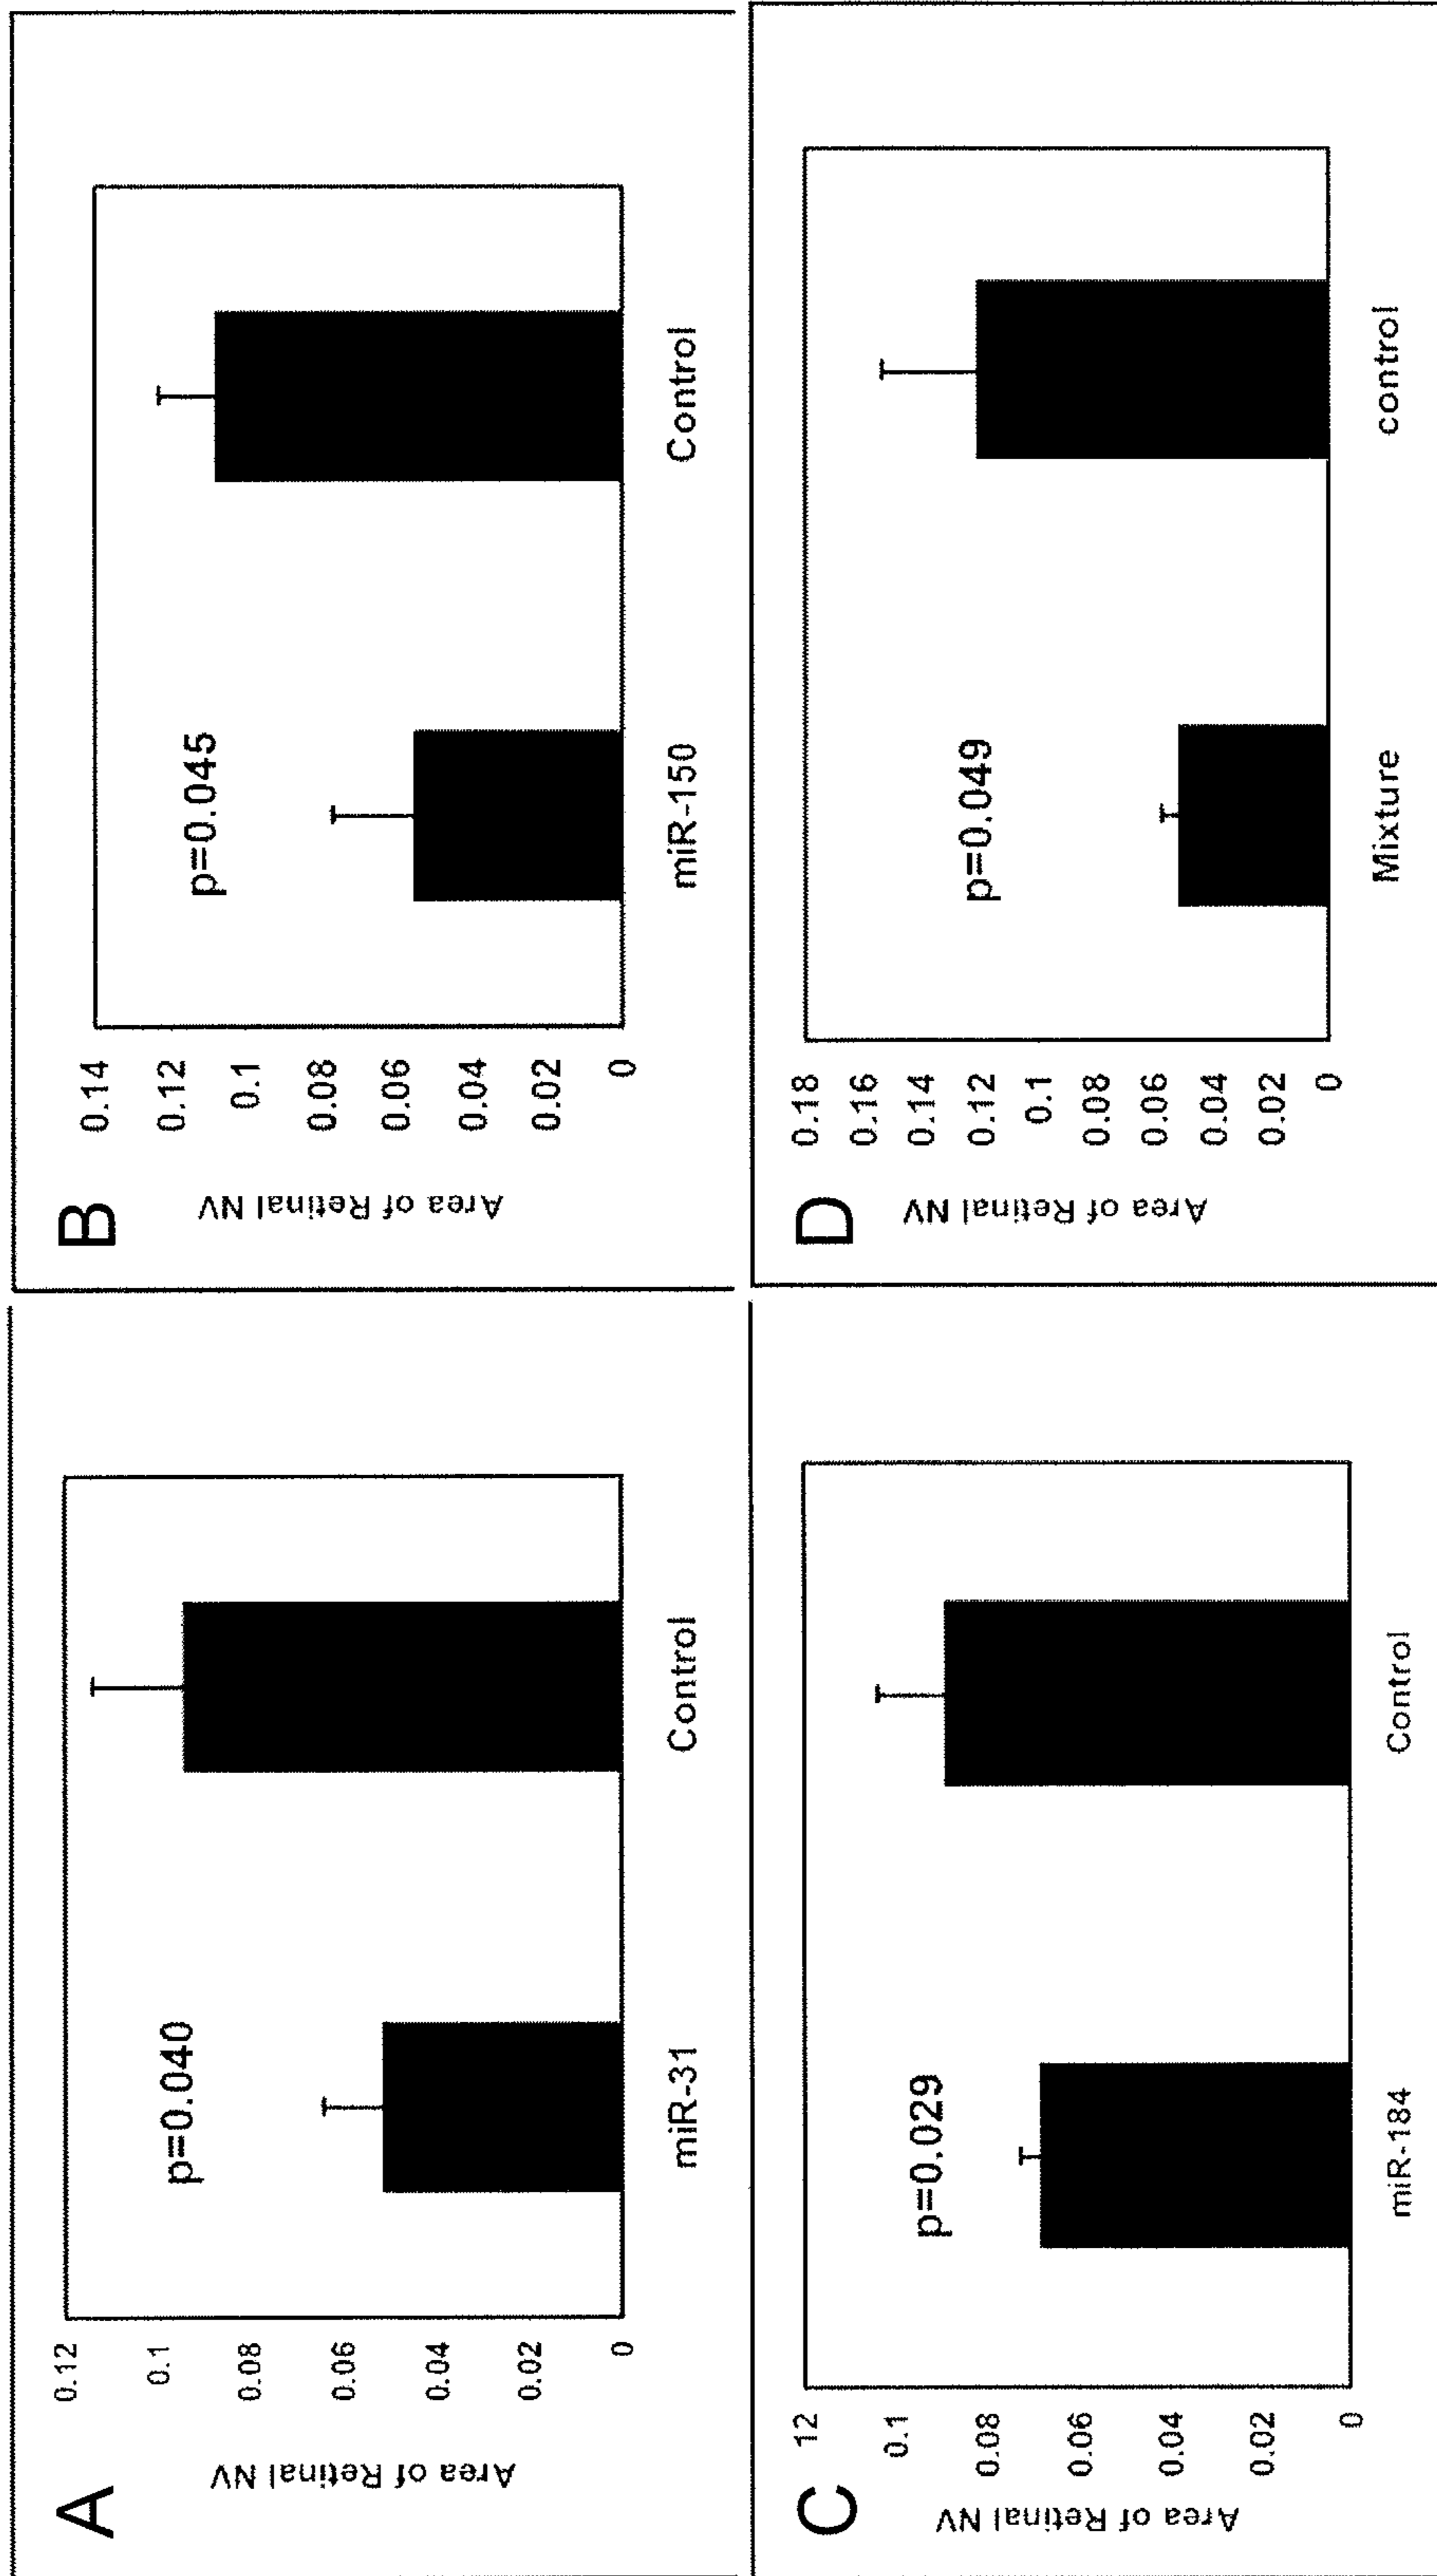 A
Area of Retinal NV
0.12
0.1
0.08
0.06
0.04
0.02
0
p=0.040
miR-31 Control
B
Area of Retinal NV
0.14
0.12
0.1
0.08
0.06
0.04
0.02
0
p=0.045
miR-150 Control
C
Area of Retinal NV
12
0.1
0.08
0.06
0.04
0.02
0
p=0.029
miR-184 Control
D
Area of Retinal NV
0.18
0.16
0.14
0.12
0.1
0.08
0.06
0.04
0.02
0
p=0.049
Mixture control